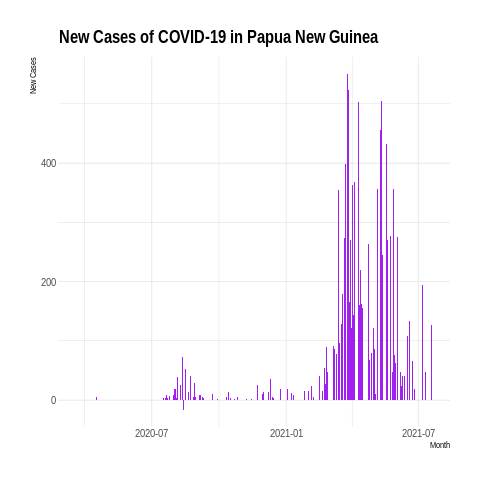 New Cases of COVID-19 in Papua New Guinea
New Cases
400
200
0
2020-07
2021-01
2021-07
Month